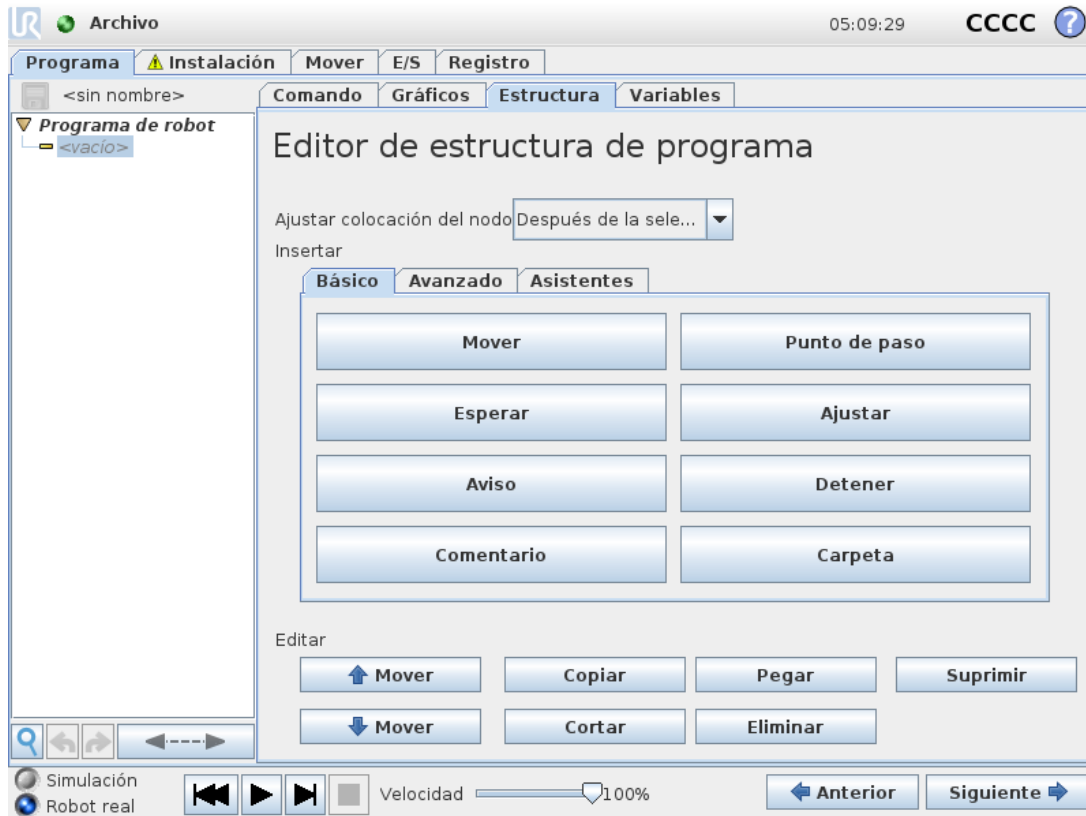 UR Archivo 05:09:29 CCCC ?
Programa Instalación Mover E/S Registro
<sin nombre> Comando Gráficos Estructura Variables
Programa de robot
<vacío>
Editor de estructura de programa
Ajustar colocación del nodo Después de la sele...
Insertar
Básico Avanzado Asistentes
Mover Punto de paso
Esperar Ajustar
Aviso Detener
Comentario Carpeta
Editar
Mover Copiar Pegar Suprimir
Mover Cortar Eliminar
Simulación
Robot real
Velocidad 100% Anterior Siguiente